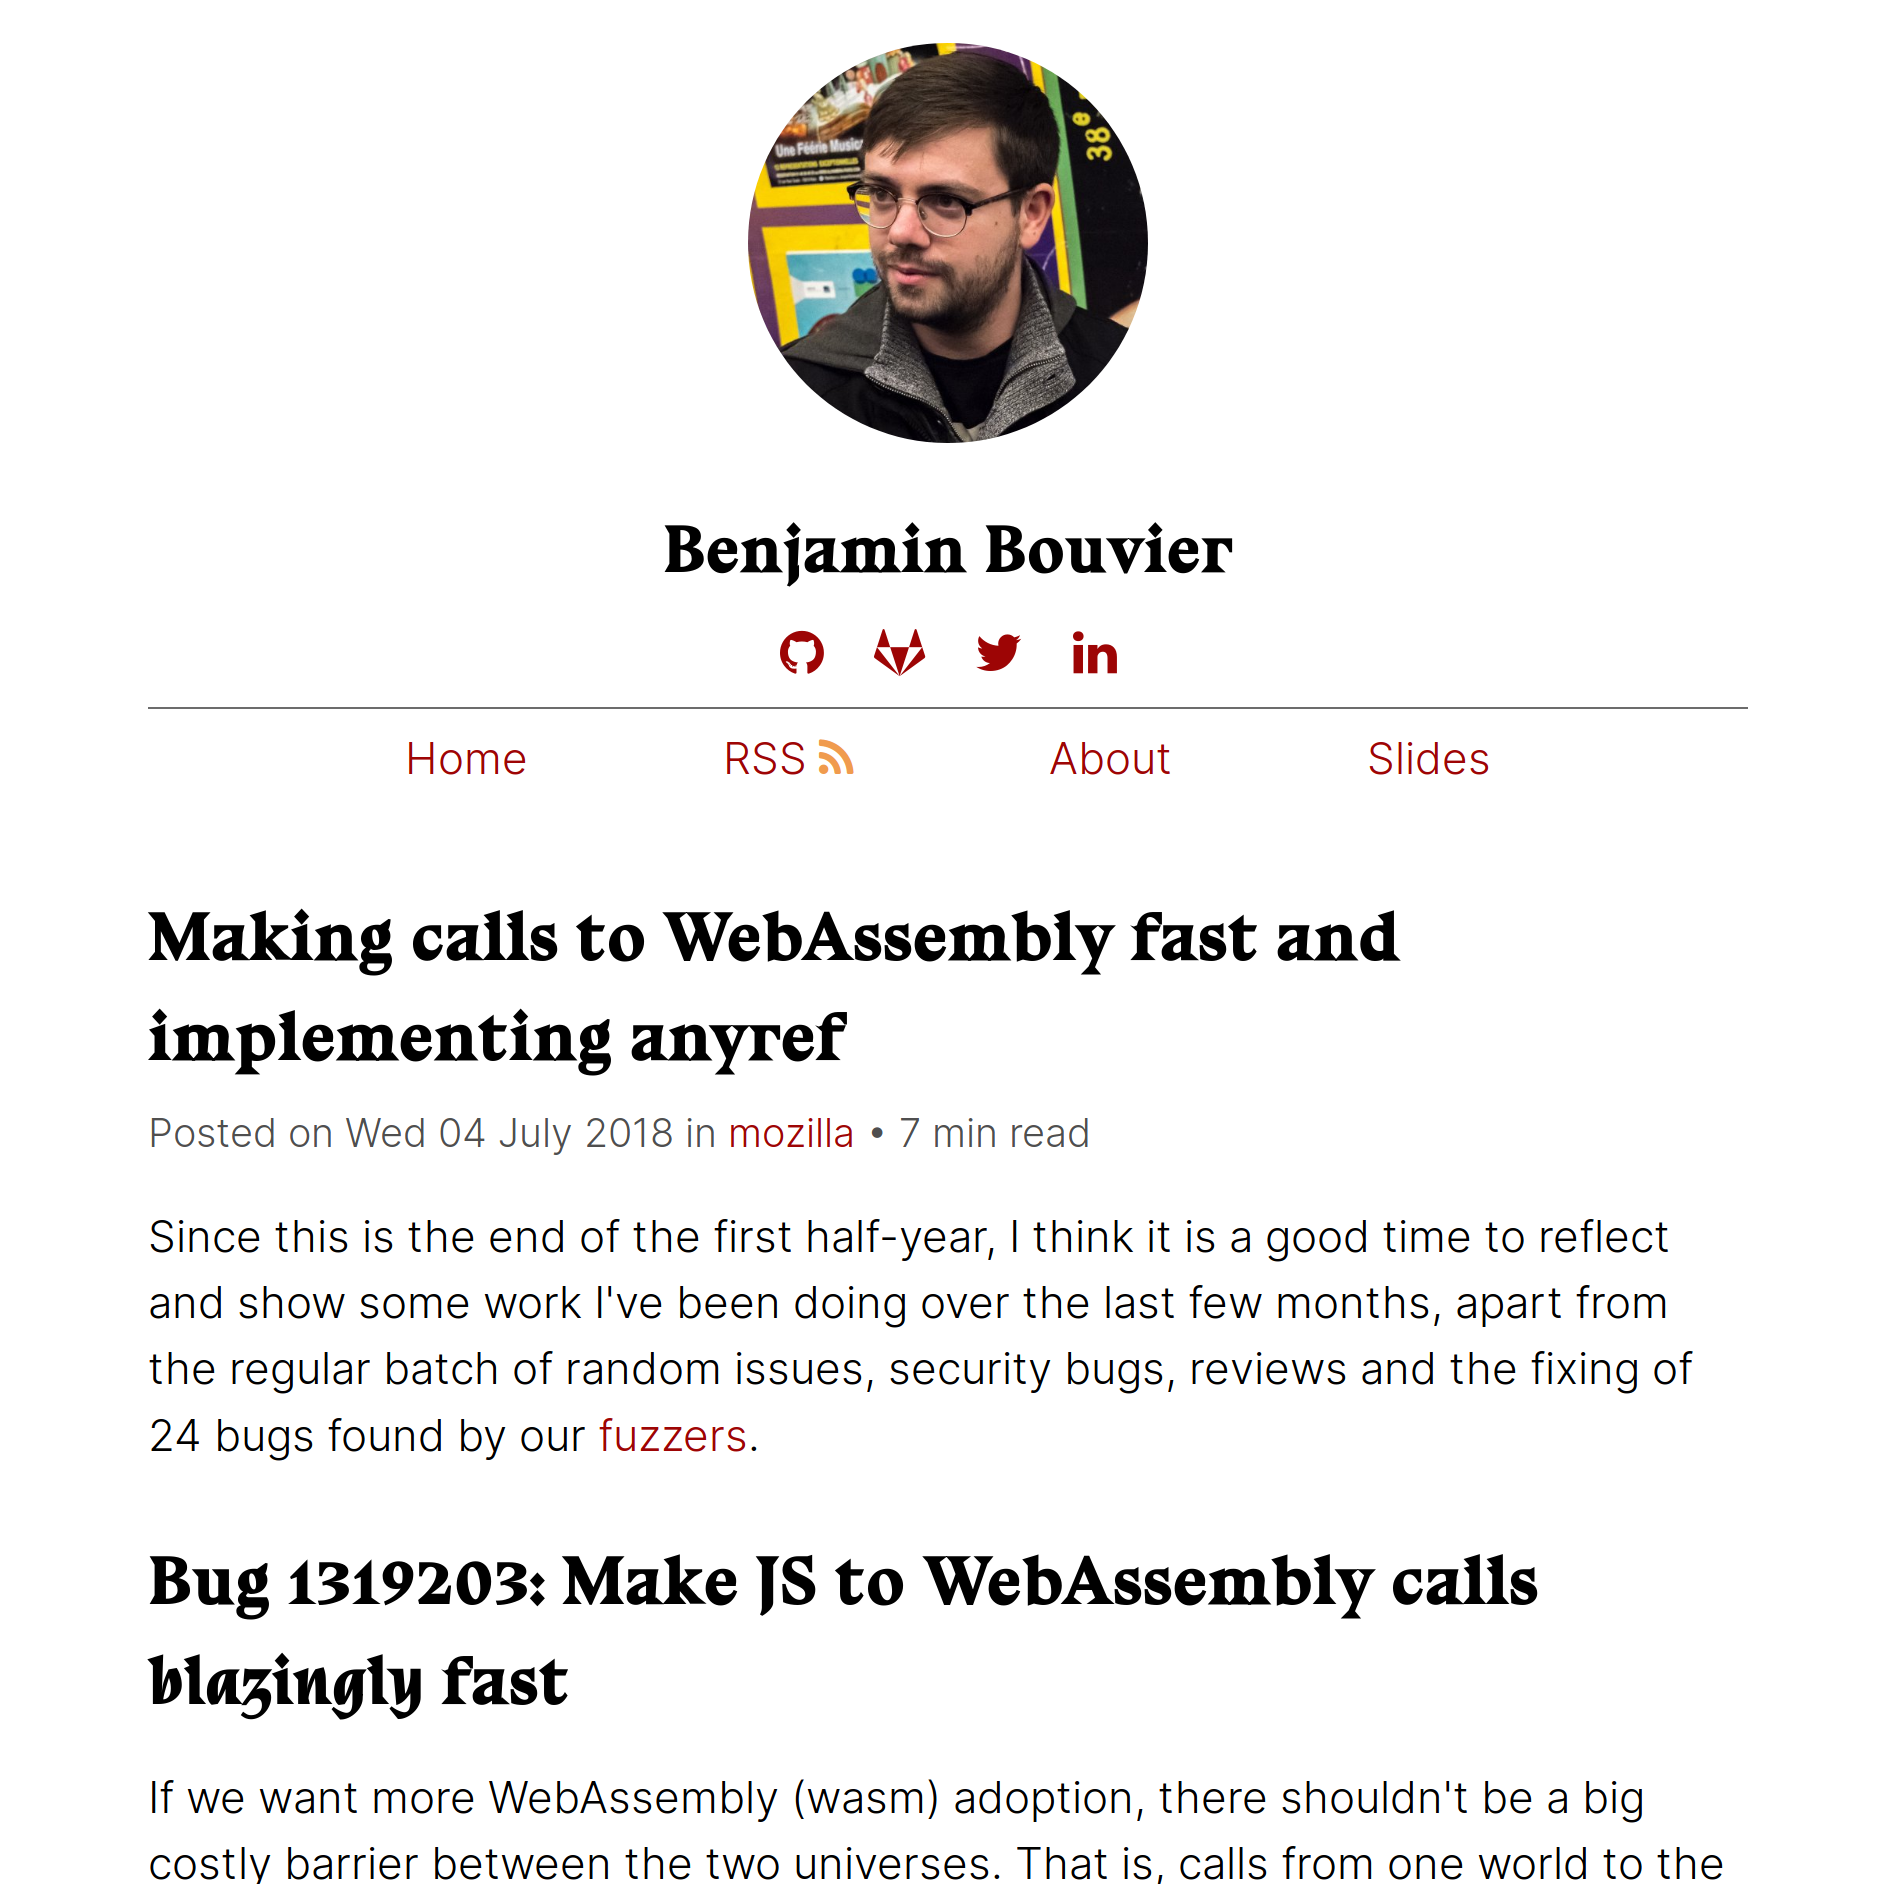 Une Féérie Musica
38e
Benjamin Bouvier
in
Home
RSS
About
Slides
Making calls to WebAssembly fast and
implementing anyref
Posted on Wed 04 July 2018 in mozilla • 7 min read
Since this is the end of the first half-year, I think it is a good time to reflect
and show some work I've been doing over the last few months, apart from
the regular batch of random issues, security bugs, reviews and the fixing of
24 bugs found by our fuzzers.
Bug 1319203: Make JS to WebAssembly calls
blazingly fast
If we want more WebAssembly (wasm) adoption, there shouldn't be a big
costly barrier between the two universes. That is, calls from one world to the